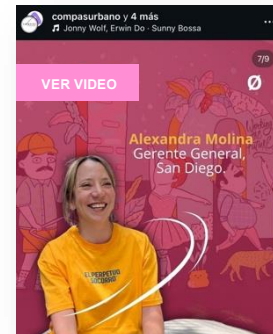 compasurbano y 4 más
Jonny Wolf, Erwin Do · Sunny Bossa
7/9
VER VIDEO
Alexandra Molina
Gerente General,
San Diego.
EL PERPETUO
SOCORRO